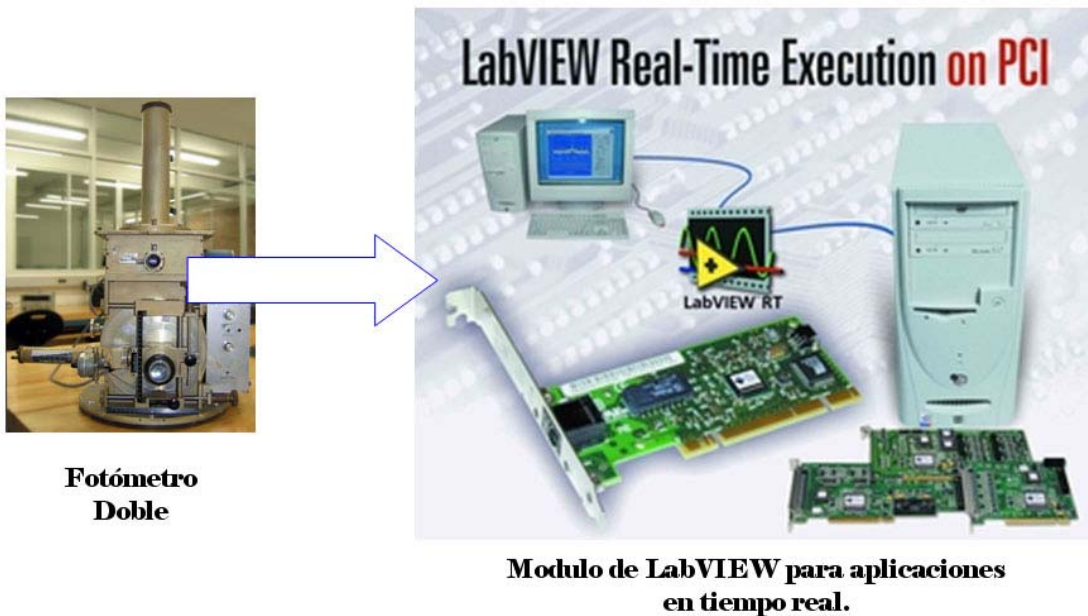 LabVIEW Real-Time Execution on PCI
LabVIEW RT
Fotómetro
Doble
Modulo de LabVIEW para aplicaciones
en tiempo real.